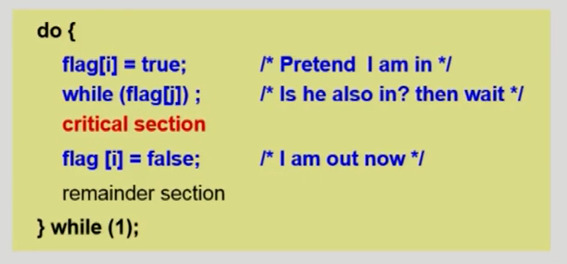 do {
flag[i] = true; /* Pretend I am in */
while (flag[j]) ; /* Is he also in? then wait */
critical section
flag [i] = false; /* I am out now */
remainder section
} while (1);